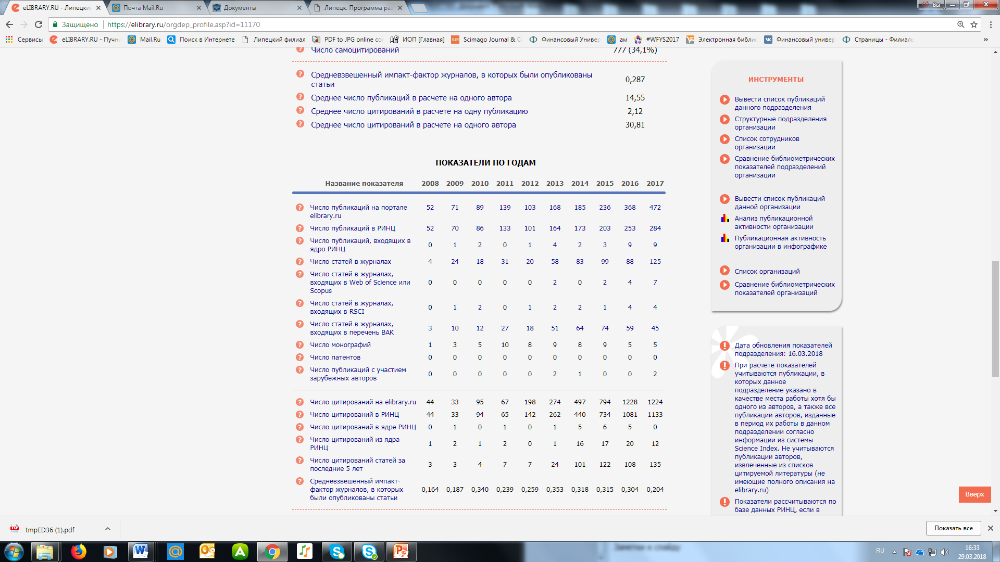 eLIBRARY.RU - Липецки
Почта Mail.Ru
Документы
Липецк. Программа ра
Вы
Защищено
https://elibrary.ru/orgdep_profile.asp?id=11170
Сервисы
eLIBRARY.RU - Пучн
Mail.Ru
Поиск в Интернете
Липецкий филиал
PDF to JPG online co
ИОП [Главная]
Scimago Journal & C
Финансовый Универ
ам
#WFYS2017
Электронная библи
Финансовый универ
Страницы - Филиал
»
Число самоцитирований 777 (34,1%)
Средневзвешенный импакт-фактор журналов, в которых были опубликованы
статьи 0,287
Среднее число публикаций в расчете на одного автора 14,55
Среднее число цитирований в расчете на одну публикацию 2,12
Среднее число цитирований в расчете на одного автора 30,81
ПОКАЗАТЕЛИ ПО ГОДАМ
Название показателя 2008 2009 2010 2011 2012 2013 2014 2015 2016 2017
Число публикаций на портале
elibrary.ru 52 71 89 139 103 168 185 236 368 472
Число публикаций в РИНЦ 52 70 86 133 101 164 173 203 253 284
Число публикаций, входящих в
ядро РИНЦ 0 1 2 0 1 4 2 3 9 9
Число статей в журналах 4 24 18 31 20 58 83 99 88 125
Число статей в журналах,
входящих в Web of Science или
Scopus 0 0 0 0 0 2 0 2 4 7
Число статей в журналах,
входящих в RSCI 0 1 2 0 1 2 2 1 4 4
Число статей в журналах,
входящих в перечень ВАК 3 10 12 27 18 51 64 74 59 45
Число монографий 1 3 5 10 8 9 8 9 5 5
Число патентов 0 0 0 0 0 0 0 0 0 0
Число публикаций с участием
зарубежных авторов 0 0 0 0 0 2 1 0 0 2
Число цитирований на elibrary.ru 44 33 95 67 198 274 497 794 1228 1224
Число цитирований в РИНЦ 44 33 94 65 142 262 440 734 1081 1133
Число цитирований в ядре РИНЦ 0 1 0 1 0 1 5 6 5 0
Число цитирований из ядра
РИНЦ 1 2 1 2 0 1 16 17 20 12
Число цитирований статей за
последние 5 лет 3 3 4 7 7 24 101 122 108 135
Средневзвешенный импакт-
фактор журналов, в которых
были опубликованы статьи 0,164 0,187 0,340 0,239 0,259 0,353 0,318 0,315 0,304 0,204
ИНСТРУМЕНТЫ
Вывести список публикаций
данного подразделения
Структурные подразделения
организации
Список сотрудников
организации
Сравнение библиометрических
показателей подразделений
организации
Вывести список публикаций
данной организации
Анализ публикационной
активности организации
Публикационная активность
организации в инфографике
Список организаций
Сравнение библиометрических
показателей организаций
Дата обновления показателей
подразделения: 16.03.2018
При расчете показателей
учитываются публикации, в
которых данное
подразделение указано в
качестве места работы хотя бы
одного из авторов, а также все
публикации авторов, изданные
в период их работы в данном
подразделении согласно
информации из системы
Science Index. Не учитываются
публикации авторов,
извлеченные из списков
цитируемой литературы (не
имеющие полного описания на
elibrary.ru)
Показатели рассчитываются по
базе данных РИНЦ, если в
Вверх
tmpED36 (1).pdf
Показать все
Заметки к слайду
RU
16:33
29.03.2018